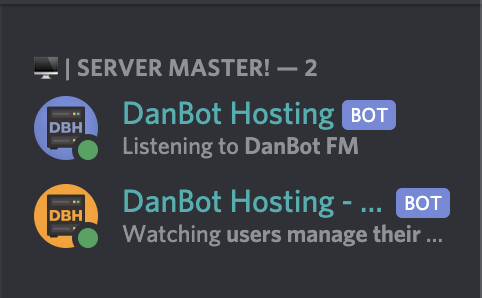 🖥️ | SERVER MASTER! — 2
DBH
DanBot Hosting BOT
Listening to DanBot FM
DBH
DanBot Hosting - ... BOT
Watching users manage their ...